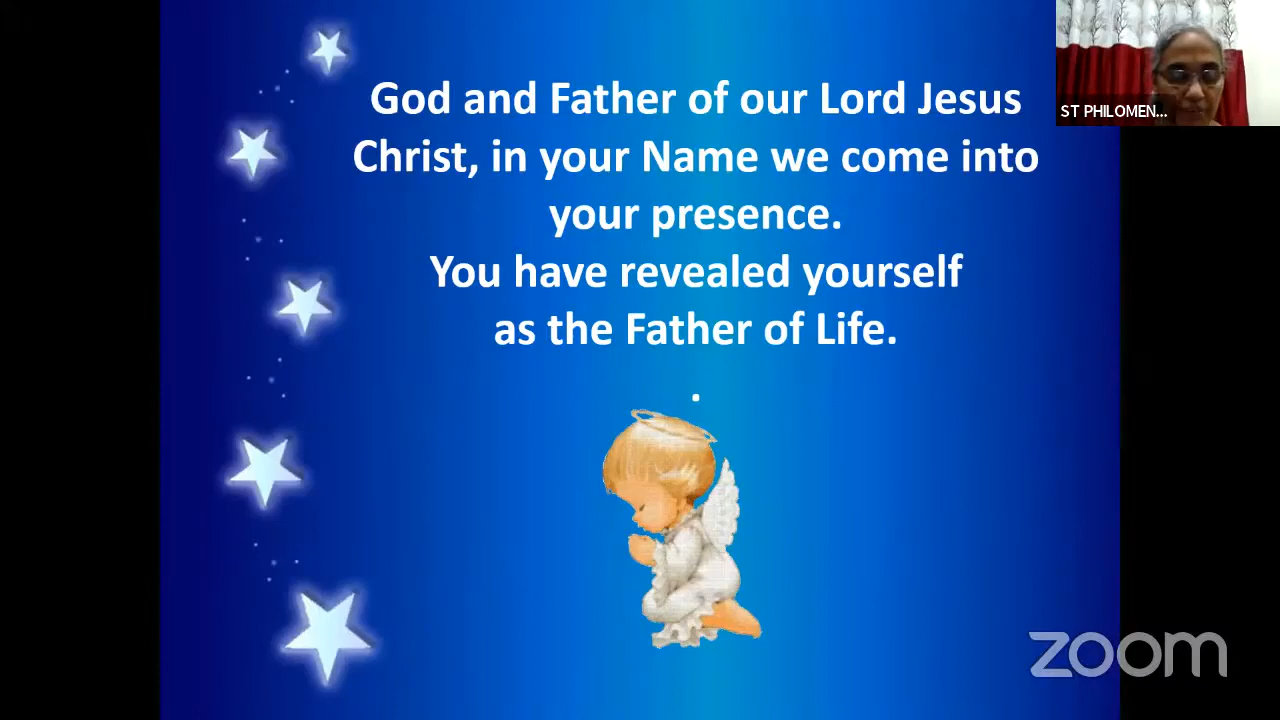 God and Father of our Lord Jesus
Christ, in your Name we come into
your presence.
You have revealed yourself
as the Father of Life.
.
ST PHILOMEN...
zoom